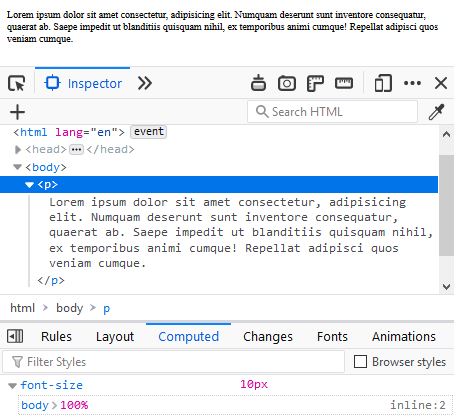 Lorem ipsum dolor sit amet consectetur, adipisicing elit. Numquam deserunt sunt inventore consequatur,
quaerat ab. Saepe impedit ut blanditiis quisquam nihil, ex temporibus animi cumque! Repellat adipisci quos
veniam cumque.
Inspector
Search HTML
<html lang="en"> event
<head> ••• </head>
<body>
<p>
Lorem ipsum dolor sit amet consectetur, adipisicing
elit. Numquam deserunt sunt inventore consequatur,
quaerat ab. Saepe impedit ut blanditiis quisquam nihil,
ex temporibus animi cumque! Repellat adipisci quos
veniam cumque.
</p>
html > body > p
Rules Layout Computed Changes Fonts Animations
Filter Styles Browser styles
font-size 10px
body > 100% inline:2